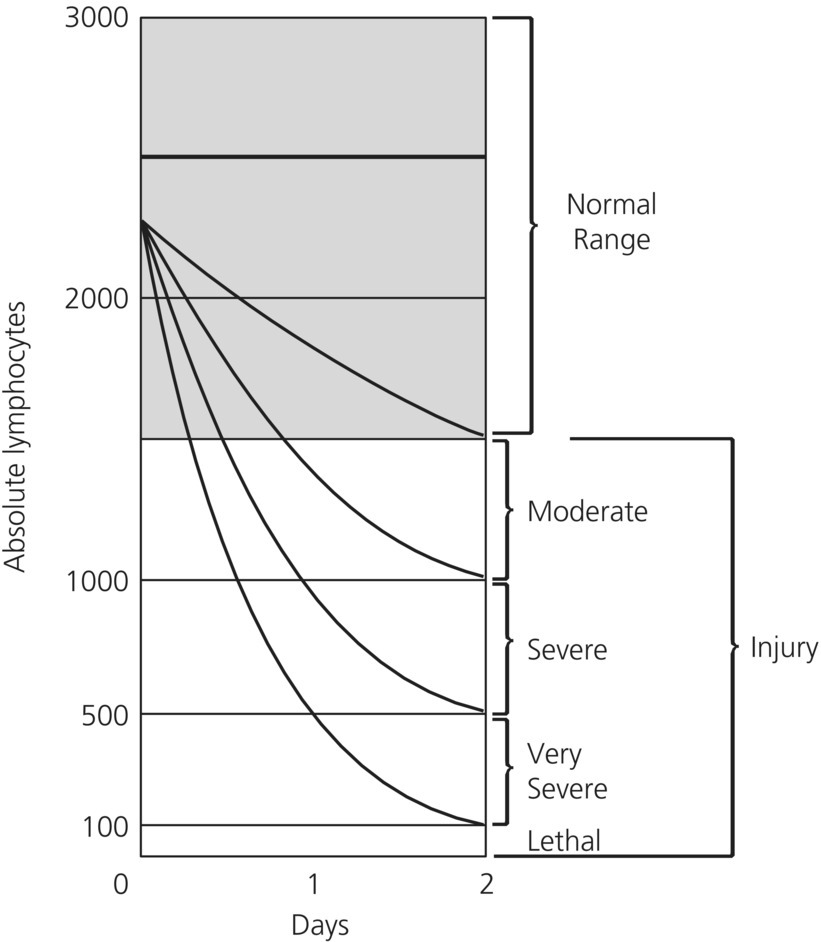 3000
2000
1000
500
100
0
1
2
Days
Absolute lymphocytes
Normal
Range
Moderate
Severe
Very
Severe
Lethal
Injury